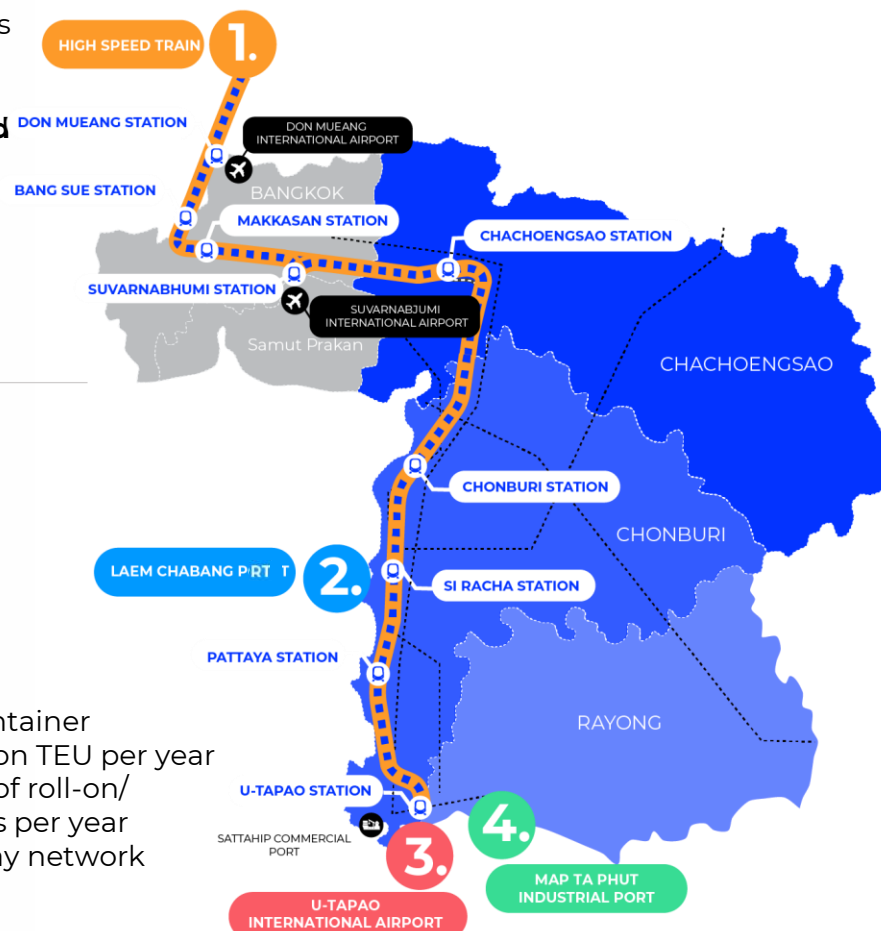 s
HIGH SPEED TRAIN
1.
d
DON MUEANG STATION
DON MUEANG
INTERNATIONAL AIRPORT
BANG SUE STATION
BANGKOK
MAKKASAN STATION
CHACHOENGSAO STATION
SUVARNABHUMI STATION
SUVARNABJUMI
INTERNATIONAL AIRPORT
Samut Prakan
CHACHOENGSAO
CHONBURI STATION
CHONBURI
LAEM CHABANG
2.
SI RACHA STATION
PATTAYA STATION
RAYONG
ntainer
on TEU per year
of roll-on/
s per year
ay network
U-TAPAO STATION
SATTAHIP COMMERCIAL
PORT
3.
4.
MAP TA PHUT
INDUSTRIAL PORT
U-TAPAO
INTERNATIONAL AIRPORT